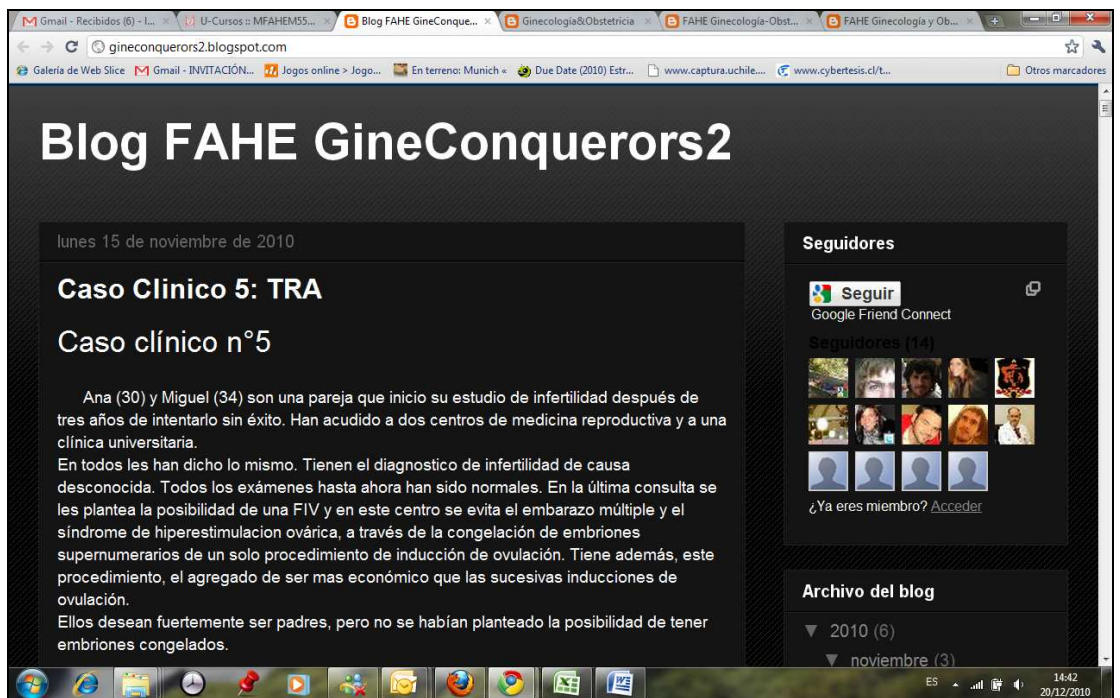 Gmail - Recibidos (6) - l...
U-Cursos :: MFAHEM55...
Blog FAHE GineConque...
Ginecología&Obstetricia
FAHE Ginecología-Obst...
FAHE Ginecología y Ob...
gineconquerors2.blogspot.com
Galería de Web Slice
Gmail - INVITACIÓN...
Jogos online > Jogo...
En terreno: Munich «
Due Date (2010) Estr...
www.captura.uchile....
www.cybertesis.cl/t...
Otros marcadores
Blog FAHE GineConquerors2
lunes 15 de noviembre de 2010
Caso Clinico 5: TRA
Caso clínico n°5
Ana (30) y Miguel (34) son una pareja que inicio su estudio de infertilidad después de
tres años de intentarlo sin éxito. Han acudido a dos centros de medicina reproductiva y a una
clínica universitaria.
En todos les han dicho lo mismo. Tienen el diagnostico de infertilidad de causa
desconocida. Todos los exámenes hasta ahora han sido normales. En la última consulta se
les plantea la posibilidad de una FIV y en este centro se evita el embarazo múltiple y el
síndrome de hiperestimulacion ovárica, a través de la congelación de embriones
supernumerarios de un solo procedimiento de inducción de ovulación. Tiene además, este
procedimiento, el agregado de ser mas económico que las sucesivas inducciones de
ovulación.
Ellos desean fuertemente ser padres, pero no se habían planteado la posibilidad de tener
embriones congelados.
Seguidores
Seguir
Google Friend Connect
Seguidores (14)
¿Ya eres miembro? Acceder
Archivo del blog
▼ 2010 (6)
▼ noviembre (3)
ES
14:42
20/12/2010